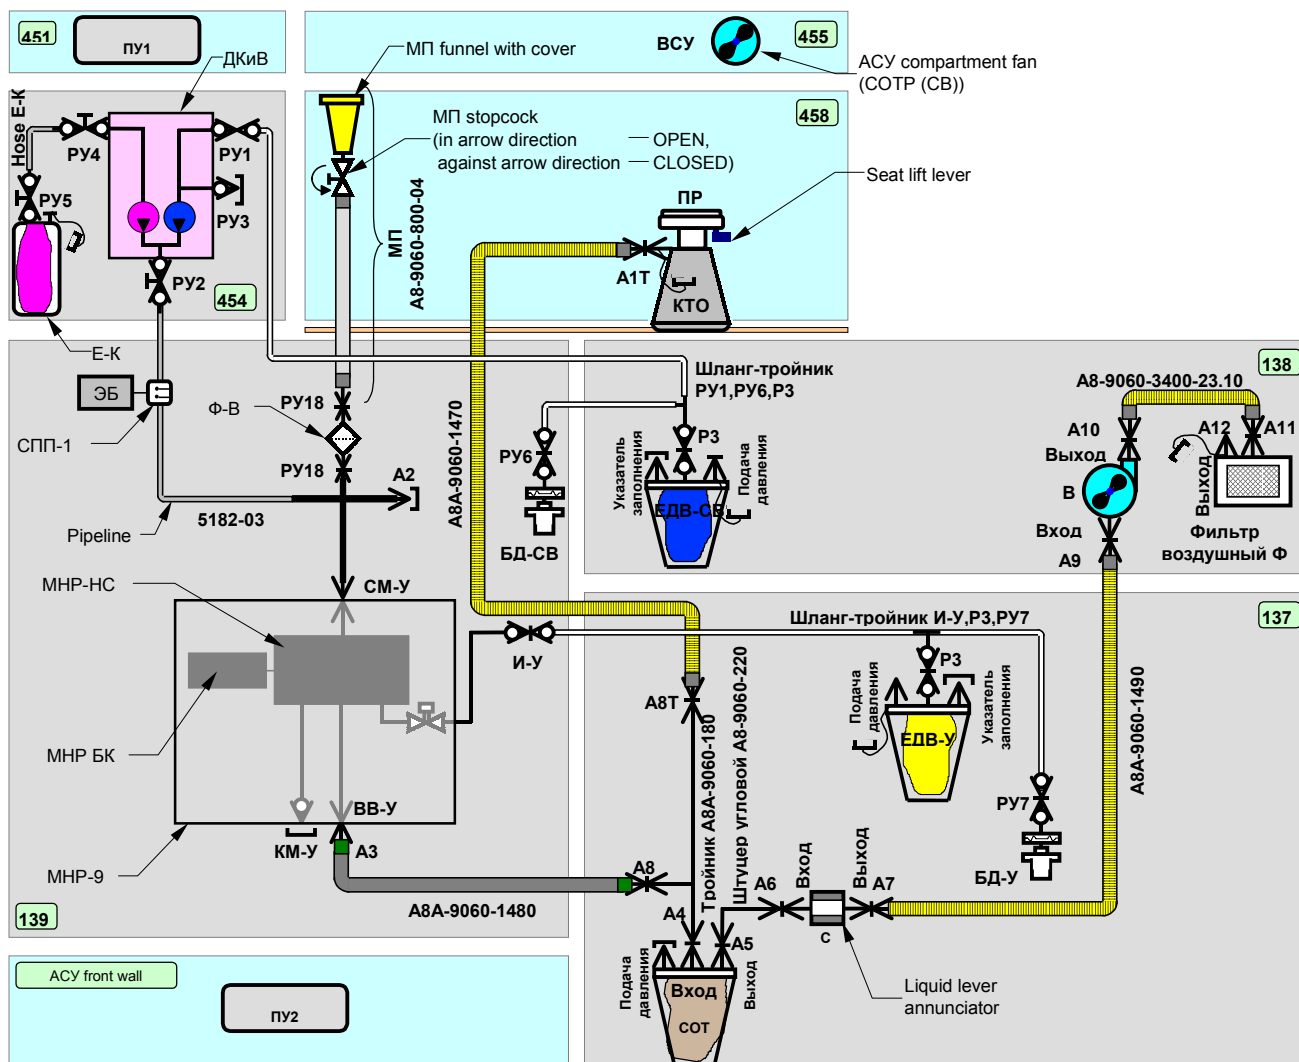 451
ПУ1
ДКиВ
МП funnel with cover
ВСУ
455
АСУ compartment fan
(СОТР (СВ))
Hose Е-К
РУ4
РУ1
РУ5
РУ3
РУ2
454
Е-К
МП stopcock
(in arrow direction — OPEN,
against arrow direction — CLOSED)
458
Seat lift lever
ПР
А1Т
КТО
МП
А8-9060-800-04
ЭБ
СПП-1
РУ18
Ф-В
РУ18
А2
5182-03
Pipeline
А8А-9060-1470
Шланг-тройник
РУ1,РУ6,Р3
138
А8-9060-3400-23.10
РУ6
Р3
Указатель
заполнения
Подача
давления
ЕДВ-СВ
БД-СВ
А10
Выход
В
Вход
А9
А12
А11
Выход
Фильтр
воздушный Ф
МНР-НС
СМ-У
И-У
МНР БК
ВВ-У
КМ-У
А3
МНР-9
А8А-9060-1480
139
Шланг-тройник И-У,Р3,РУ7
137
А8Т
Р3
Подача
давления
Указатель
заполнения
ЕДВ-У
РУ7
БД-У
А8А-9060-1490
Тройник А8А-9060-180
Штуцер угловой А8-9060-220
А8
А4
А5
А6
Вход
Выход
А7
С
Подача
давления
Вход
СОТ
Выход
Liquid lever
annunciator
АСУ front wall
ПУ2